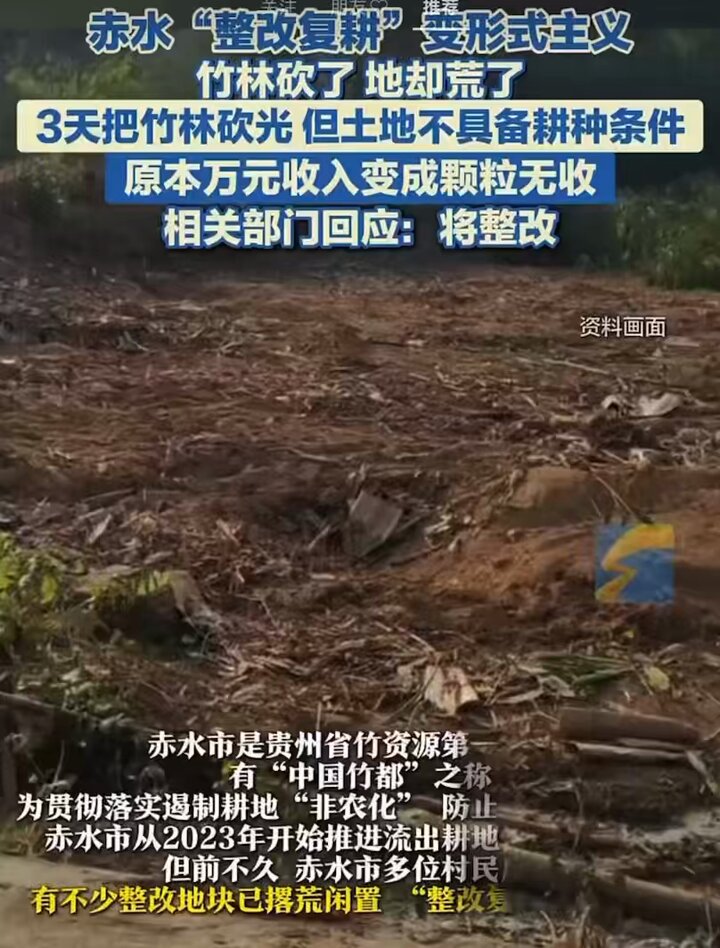 关注 朋友 推荐
赤水“整改复耕”变形式主义
竹林砍了 地却荒了
3天把竹林砍光 但土地不具备耕种条件
原本万元收入变成颗粒无收
相关部门回应：将整改
资料画面
赤水市是贵州省竹资源第一
有“中国竹都”之称
为贯彻落实遏制耕地“非农化” 防止
赤水市从2023年开始推进流出耕地
但前不久 赤水市多位村民
有不少整改地块已撂荒闲置 “整改复